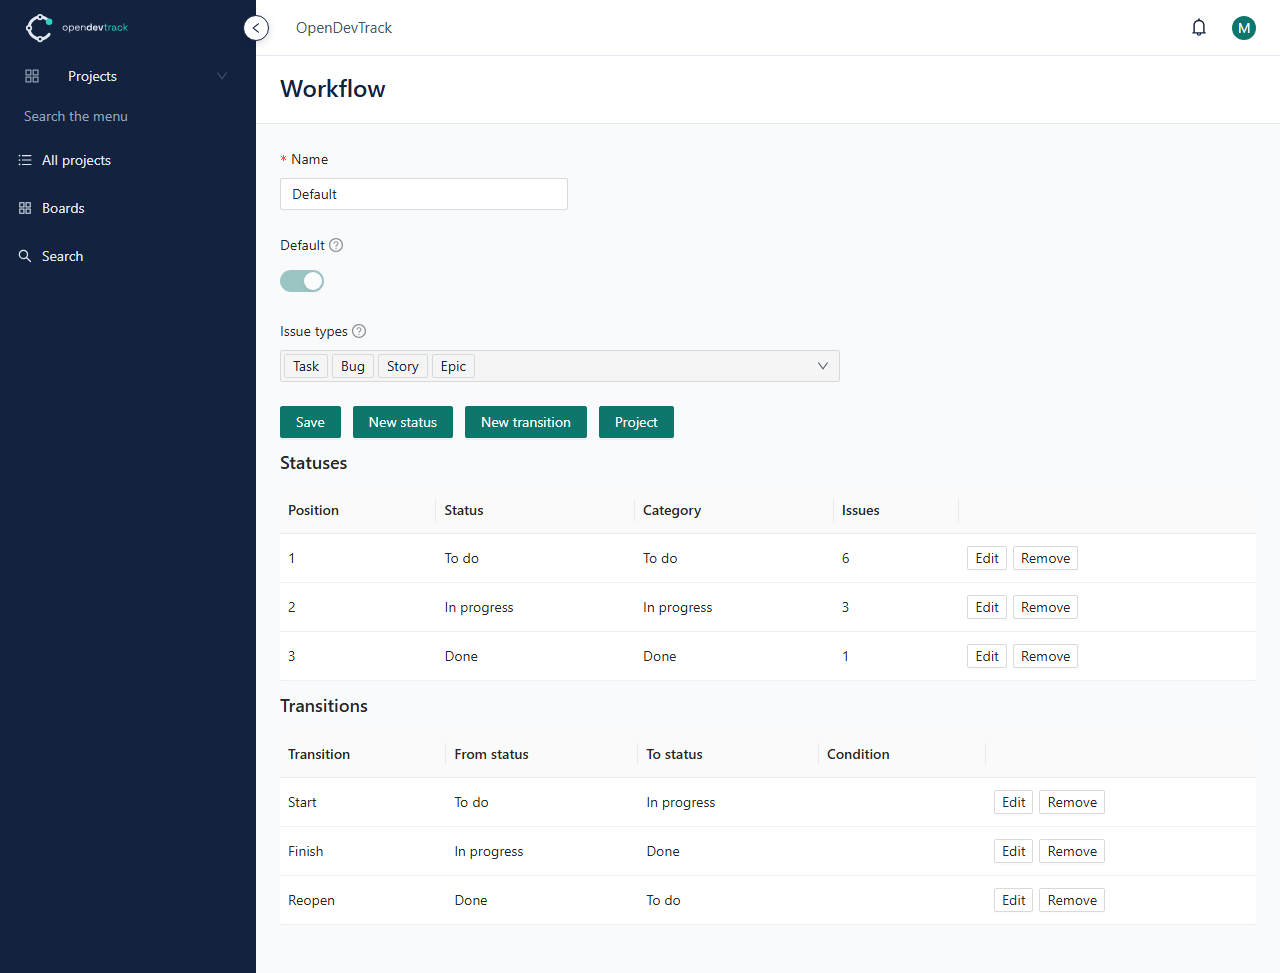 opendevtrack
OpenDevTrack
M
Projects
Search the menu
All projects
Boards
Search
Workflow
* Name
Default
Default
Issue types
Task Bug Story Epic
Save New status New transition Project
Statuses
Position Status Category Issues
1 To do To do 6 Edit Remove
2 In progress In progress 3 Edit Remove
3 Done Done 1 Edit Remove
Transitions
Transition From status To status Condition
Start To do In progress Edit Remove
Finish In progress Done Edit Remove
Reopen Done To do Edit Remove